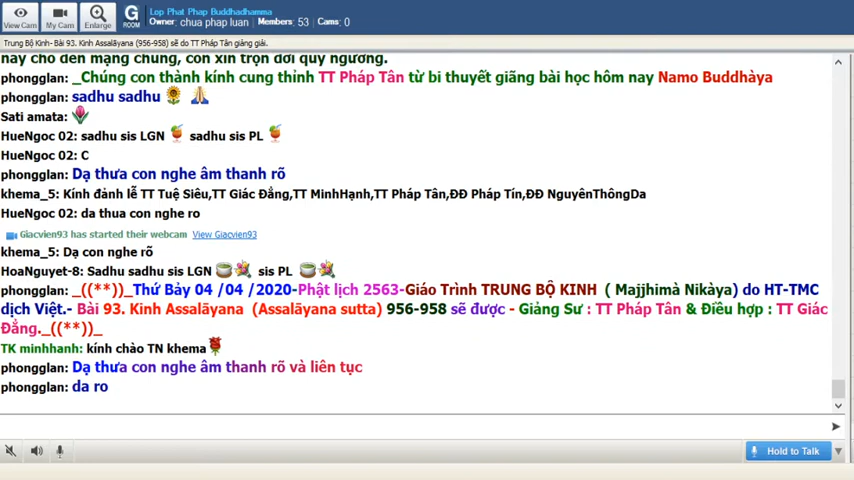 Lop Phat Phap Buddhadhamma
Owner: chua phap luan Members: 53 Cams: 0
View Cam My Cam Enlarge G ROOM
Trung Bộ Kinh- Bài 93. Kinh Assalāyana (956-958) sẽ do TT Pháp Tân giảng giải.
này cho đến mạng chung, con xin trọn đời quy ngưỡng.
phongglan: _Chúng con thành kính cung thỉnh TT Pháp Tân từ bi thuyết giãng bài học hôm nay Namo Buddhàya
phongglan: sadhu sadhu
Sati amata:
HueNgoc 02: sadhu sis LGN sadhu sis PL
HueNgoc 02: C
phongglan: Dạ thưa con nghe âm thanh rõ
khema_5: Kính đảnh lễ TT Tuệ Siêu,TT Giác Đẳng,TT MinhHạnh,TT Pháp Tân,ĐĐ Pháp Tín,ĐĐ NguyênThôngDa
HueNgoc 02: da thua con nghe ro
Giacvien93 has started their webcam View Giacvien93
khema_5: Dạ con nghe rõ
HoaNguyet-8: Sadhu sadhu sis LGN sis PL
phongglan: _((**))_Thứ Bảy 04 /04 /2020-Phật lịch 2563-Giáo Trình TRUNG BỘ KINH ( Majjhimà Nikàya) do HT-TMC
dịch Việt.- Bài 93. Kinh Assalāyana (Assalāyana sutta) 956-958 sẽ được - Giảng Sư : TT Pháp Tân & Điều hợp : TT Giác
Đẳng._((**))_
TK minhhanh: kính chào TN khema
phongglan: Dạ thưa con nghe âm thanh rõ và liên tục
phongglan: da ro
Hold to Talk